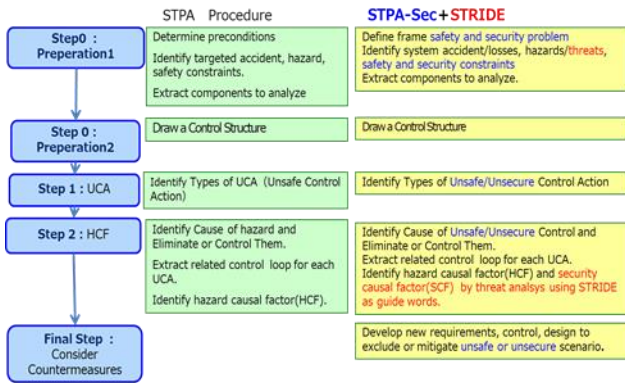 STPA Procedure
STPA-Sec+STRIDE
Step0 :
Preperation1
Determine preconditions
Identify targeted accident, hazard,
safety constraints.
Extract components to analyze
Define frame safety and security problem
Identify system accident/losses, hazards/threats,
safety and security constraints
Extract components to analyze.
Step 0 :
Preperation2
Draw a Control Structure
Draw a Control Structure
Step 1 : UCA
Identify Types of UCA (Unsafe Control
Action)
Identify Types of Unsafe/Unsecure Control Action
Step 2 : HCF
Identify Cause of hazard and
Eliminate or Control Them.
Extract related control loop for each
UCA.
Identify hazard causal factor(HCF).
Identify Cause of Unsafe/Unsecure Control and
Eliminate or Control Them.
Extract related control loop for each UCA.
Identify hazard causal factor(HCF) and security
causal factor(SCF) by threat analsys using STRIDE
as guide words.
Final Step :
Consider
Countermeasures
Develop new requirements, control, design to
exclude or mitigate unsafe or unsecure scenario.